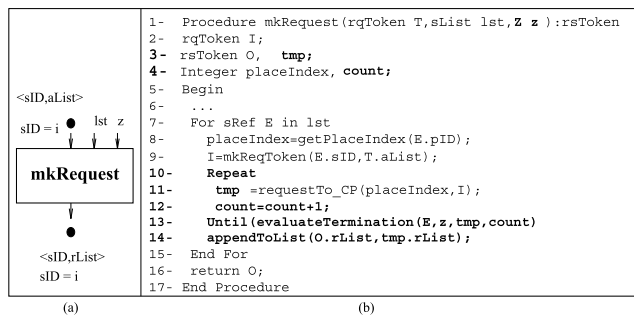 <sID,aList>
sID = i
lst z
mkRequest
<sID,rList>
sID = i
(a)
1- Procedure mkRequest(rqToken T,sList lst,Z z ):rsToken
2- rqToken I;
3- rsToken O, tmp;
4- Integer placeIndex, count;
5- Begin
6- ...
7- For sRef E in lst
8- placeIndex=getPlaceIndex(E.pID);
9- I=mkReqToken(E.sID,T.aList);
10- Repeat
11- tmp =requestTo_CP(placeIndex,I);
12- count=count+1;
13- Until(evaluateTermination(E,z,tmp,count)
14- appendToList(O.rList,tmp.rList);
15- End For
16- return O;
17- End Procedure
(b)